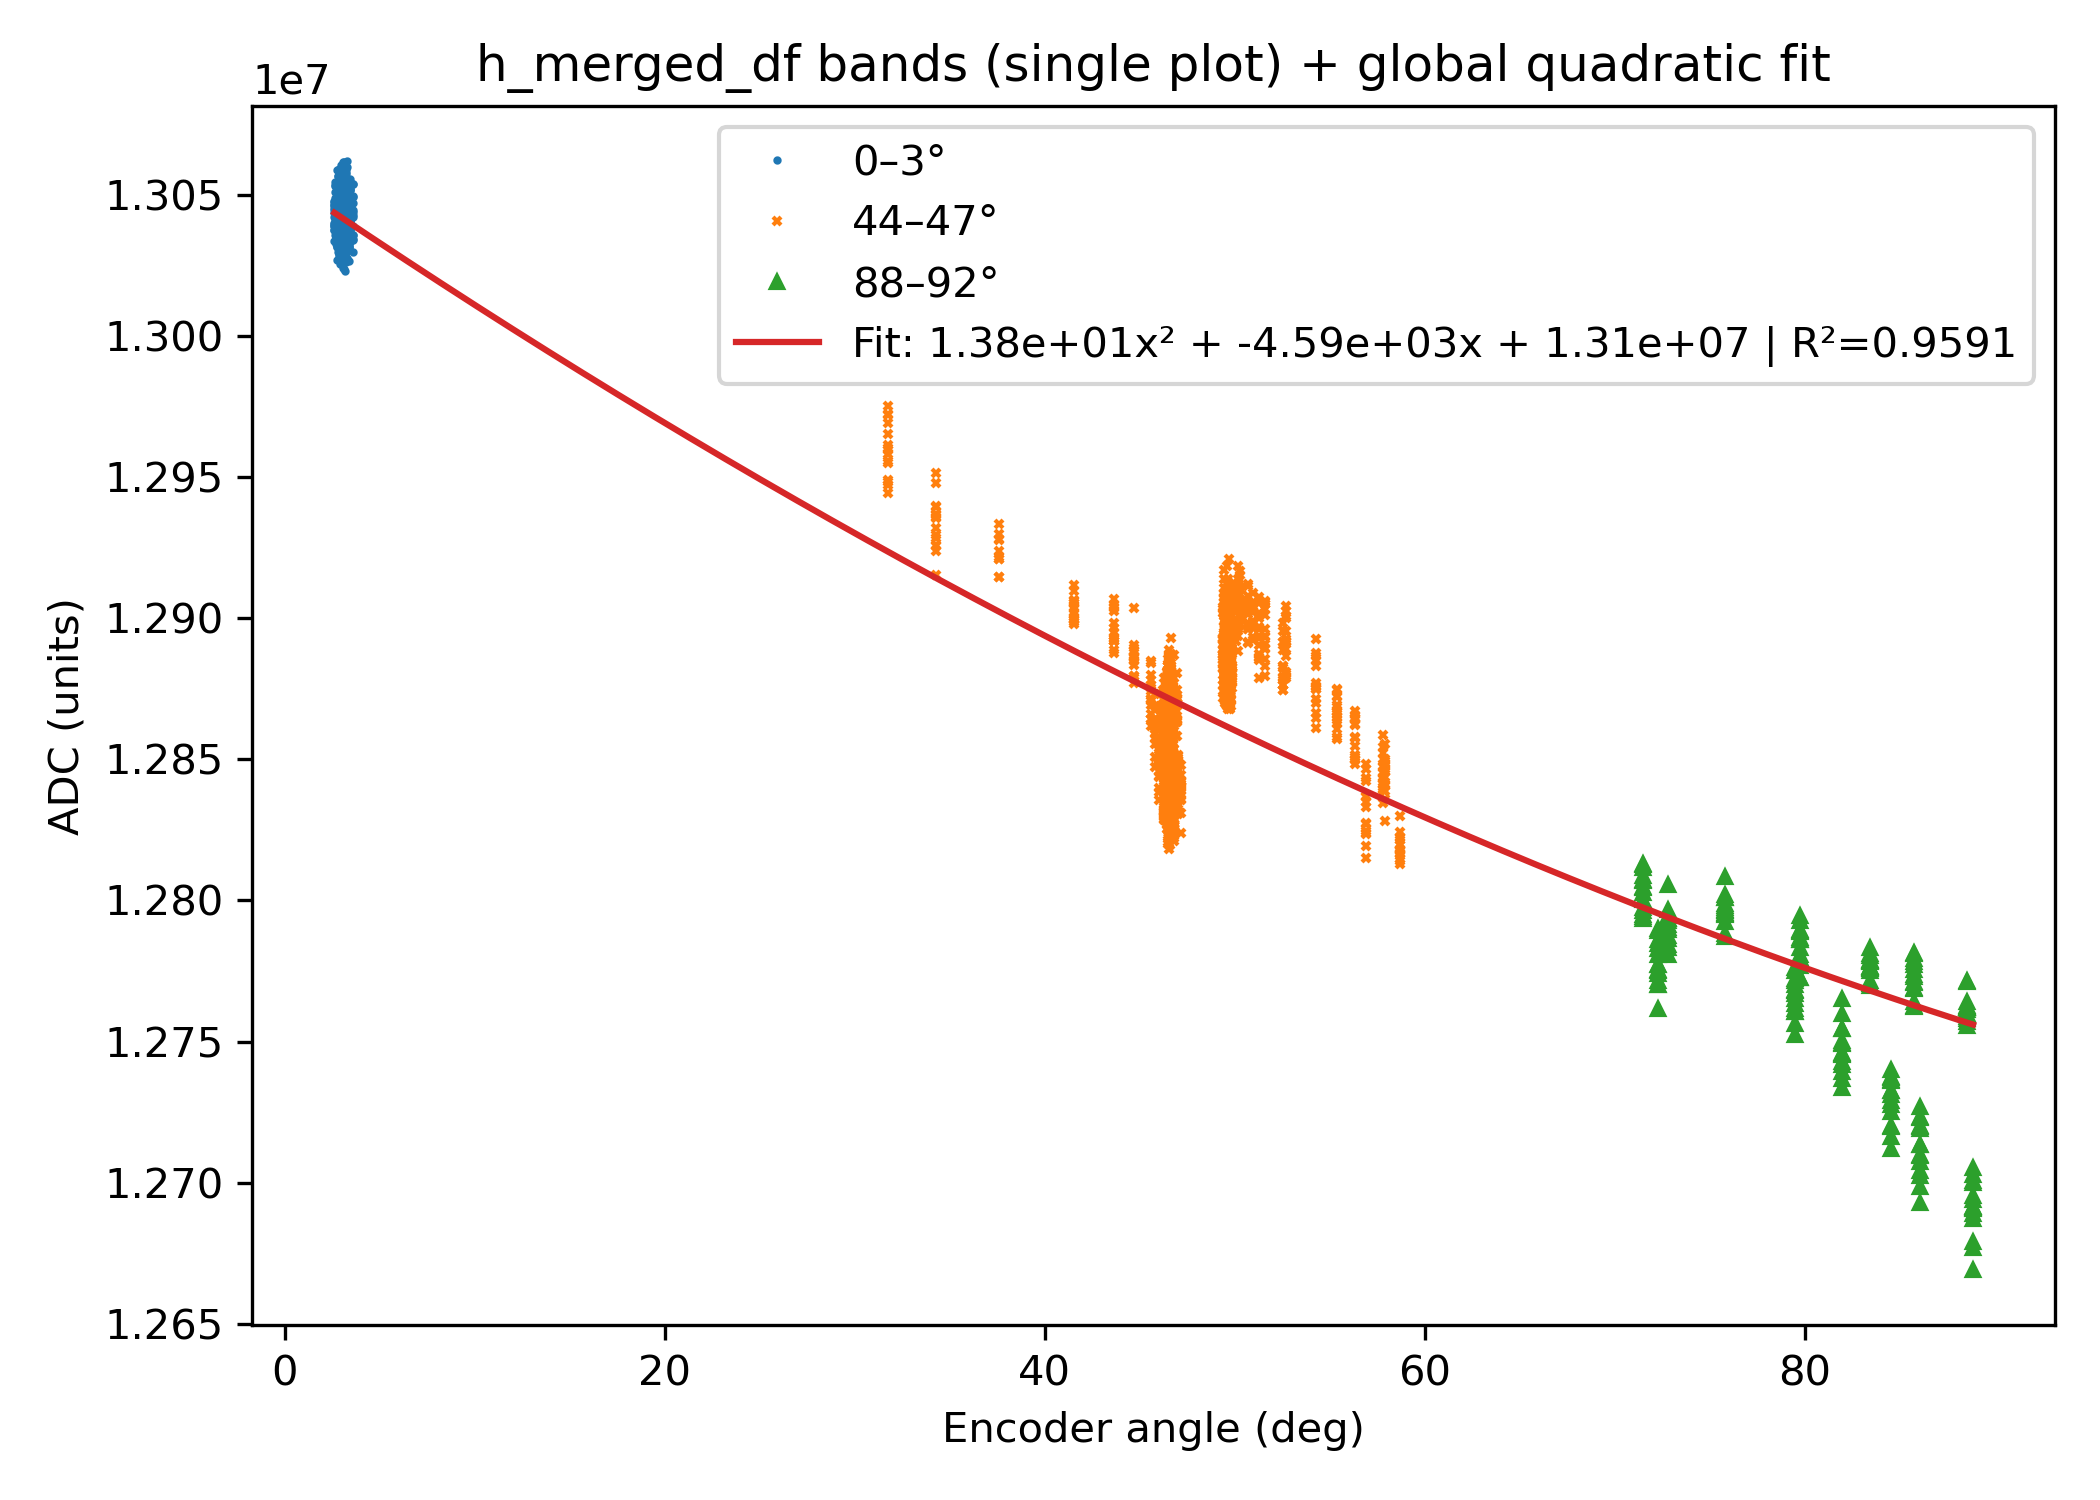 h_merged_df bands (single plot) + global quadratic fit
1e7
0–3°
44–47°
88–92°
Fit: 1.38e+01x² + -4.59e+03x + 1.31e+07 | R²=0.9591
1.305
1.300
1.295
1.290
1.285
1.280
1.275
1.270
1.265
ADC (units)
0 20 40 60 80
Encoder angle (deg)